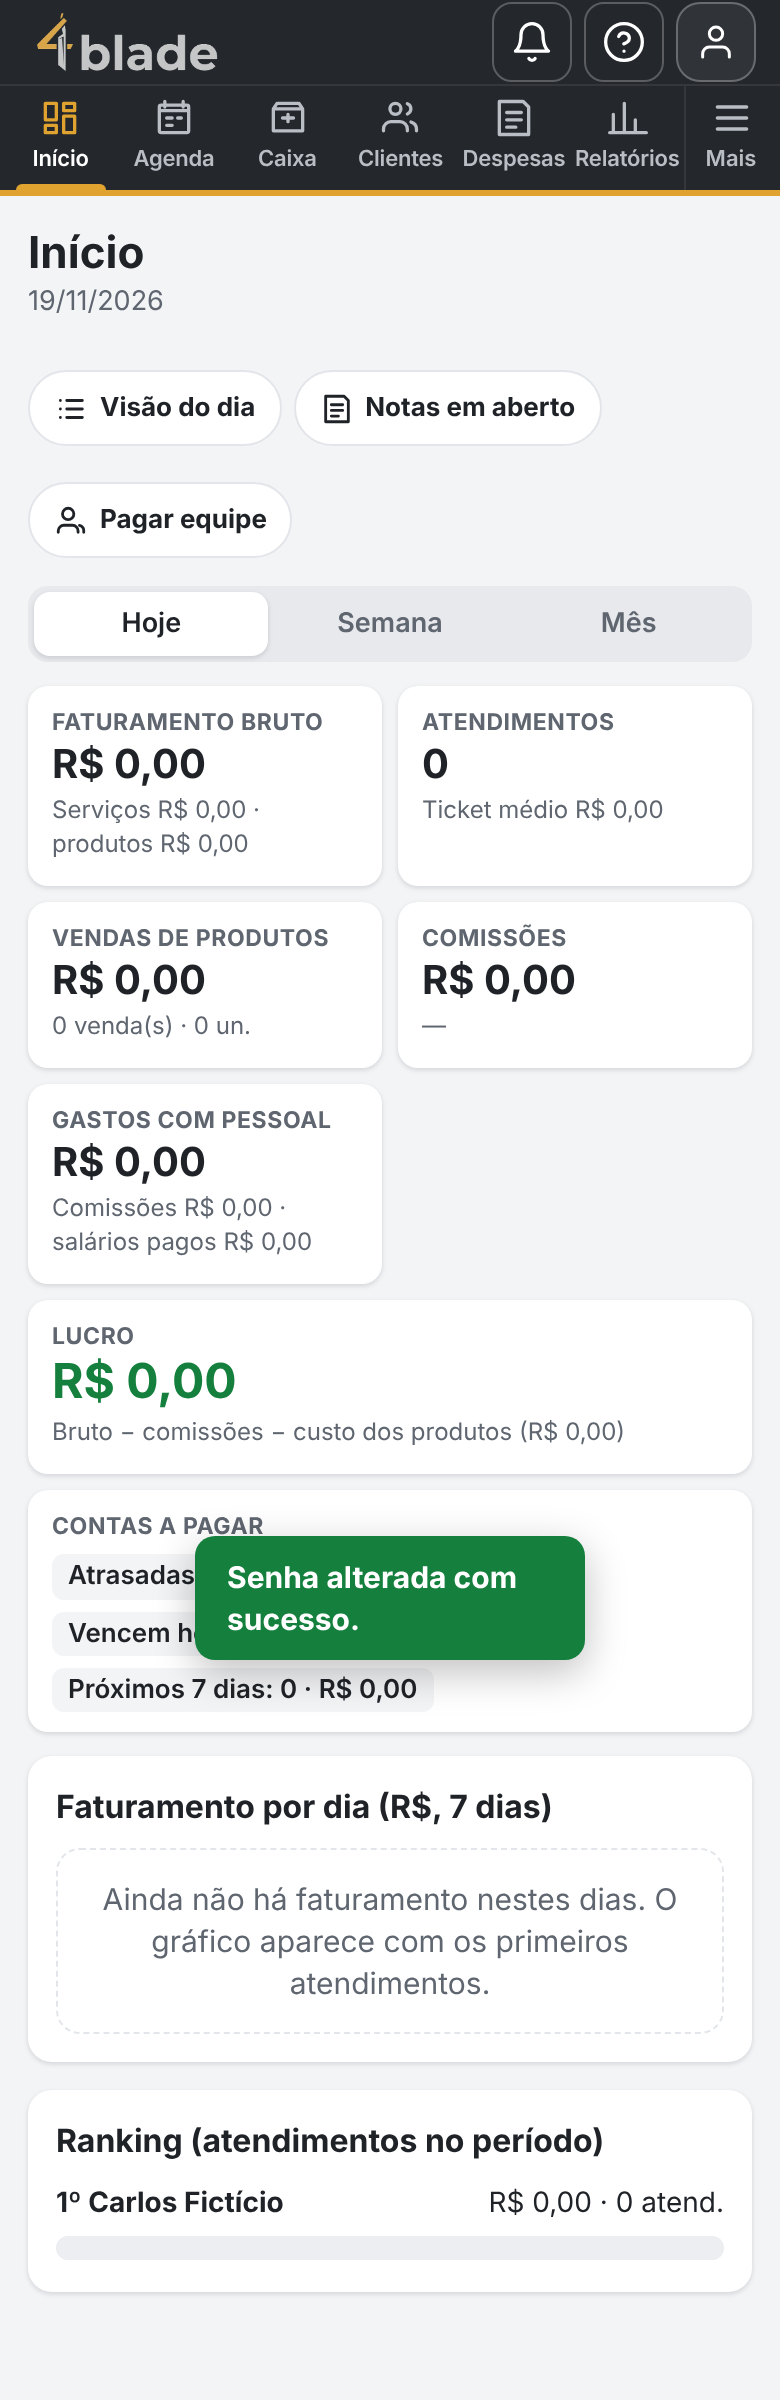 4blade
Início
Agenda
Caixa
Clientes
Despesas
Relatórios
Mais
Início
19/11/2026
Visão do dia
Notas em aberto
Pagar equipe
Hoje
Semana
Mês
FATURAMENTO BRUTO
R$ 0,00
Serviços R$ 0,00 ·
produtos R$ 0,00
ATENDIMENTOS
0
Ticket médio R$ 0,00
VENDAS DE PRODUTOS
R$ 0,00
0 venda(s) · 0 un.
COMISSÕES
R$ 0,00
—
GASTOS COM PESSOAL
R$ 0,00
Comissões R$ 0,00 ·
salários pagos R$ 0,00
LUCRO
R$ 0,00
Bruto − comissões − custo dos produtos (R$ 0,00)
CONTAS A PAGAR
Atrasadas
Vencem
Senha alterada com
sucesso.
Próximos 7 dias: 0 · R$ 0,00
Faturamento por dia (R$, 7 dias)
Ainda não há faturamento nestes dias. O
gráfico aparece com os primeiros
atendimentos.
Ranking (atendimentos no período)
1º Carlos Fictício
R$ 0,00 · 0 atend.